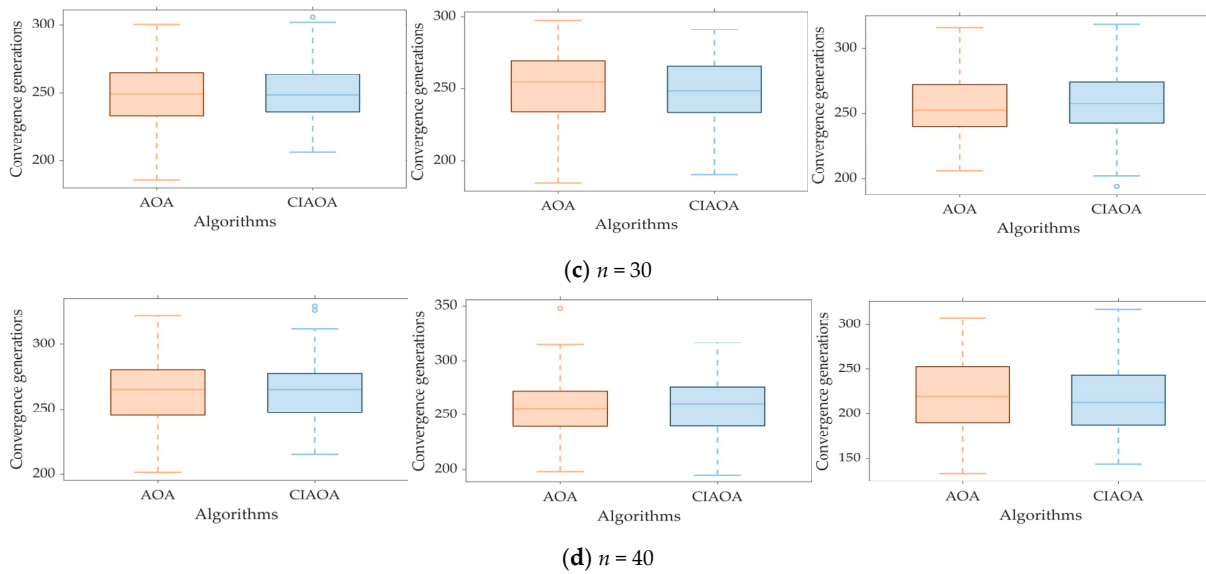 Convergence generations
300
250
200
AOA
CIAOA
Algorithms
Convergence generations
300
250
200
AOA
CIAOA
Algorithms
Convergence generations
300
250
200
AOA
CIAOA
Algorithms
(c) n = 30
Convergence generations
300
250
200
AOA
CIAOA
Algorithms
Convergence generations
350
300
250
200
AOA
CIAOA
Algorithms
Convergence generations
300
250
200
150
AOA
CIAOA
Algorithms
(d) n = 40